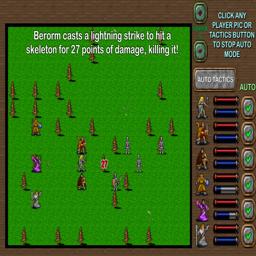 Berorm casts a lightning strike to hit a
skeleton for 27 points of damage, killing it!
CLICK ANY
PLAYER PIC OR
TACTICS BUTTON
TO STOP AUTO
MODE
AUTO TACTICS
AUTO